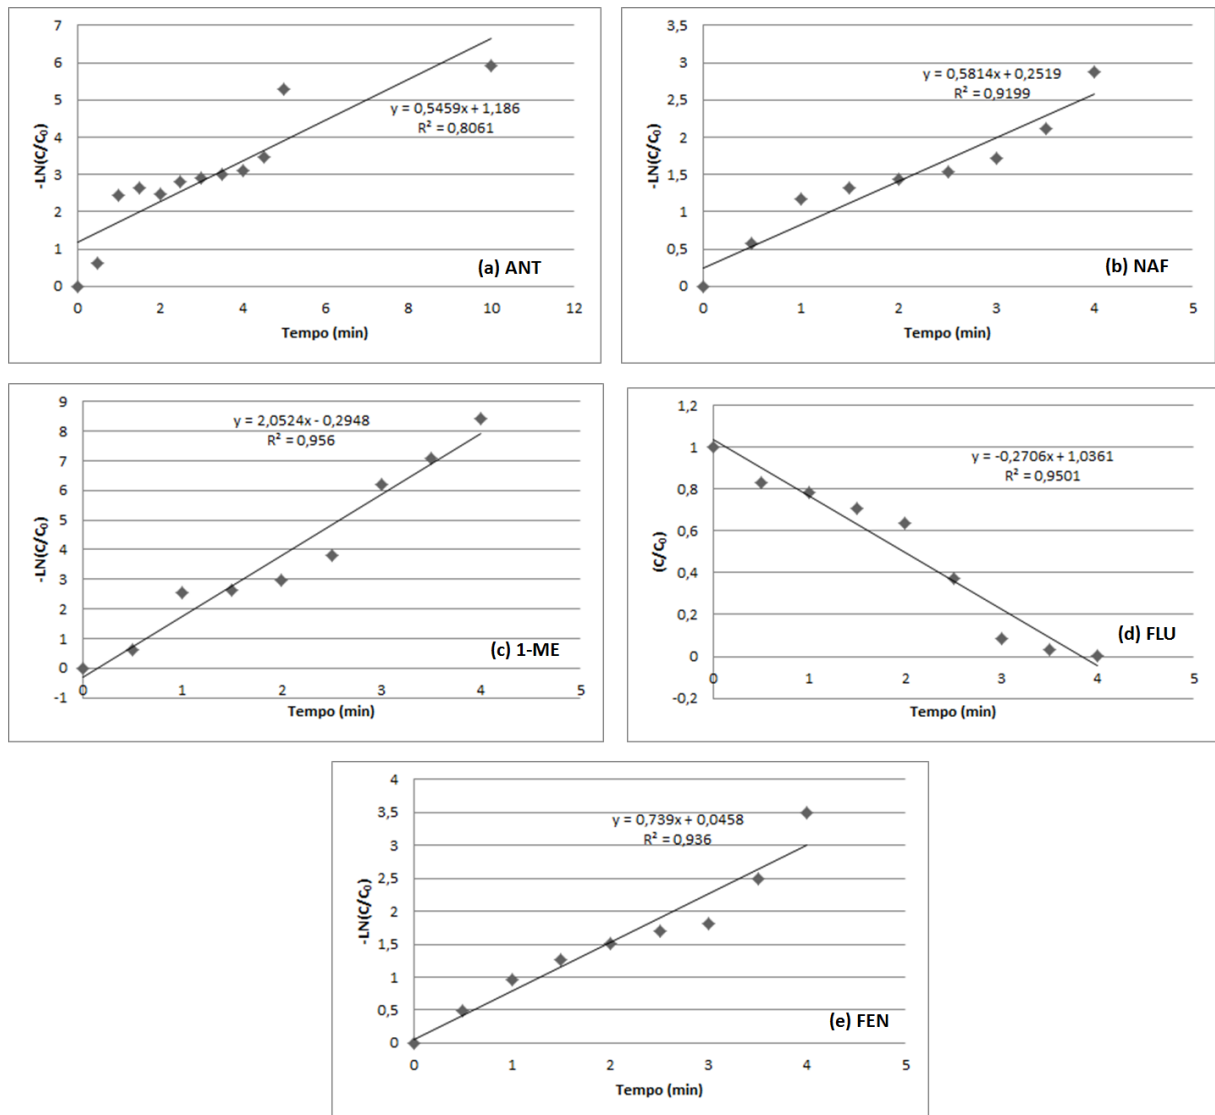 7
6
5
4
3
2
1
0
-LN(C/C₀)
y = 0,5459x + 1,186
R² = 0,8061
(a) ANT
0 2 4 6 8 10 12
Tempo (min)
3,5
3
2,5
2
1,5
1
0,5
0
-LN(C/C₀)
y = 0,5814x + 0,2519
R² = 0,9199
(b) NAF
0 1 2 3 4 5
Tempo (min)
9
8
7
6
5
4
3
2
1
0
-1
-LN(C/C₀)
y = 2,0524x - 0,2948
R² = 0,956
(c) 1-ME
0 1 2 3 4 5
Tempo (min)
1,2
1
0,8
0,6
0,4
0,2
0
-0,2
(C/C₀)
y = -0,2706x + 1,0361
R² = 0,9501
(d) FLU
0 1 2 3 4 5
Tempo (min)
4
3,5
3
2,5
2
1,5
1
0,5
0
-LN(C/C₀)
y = 0,739x + 0,0458
R² = 0,936
(e) FEN
0 1 2 3 4 5
Tempo (min)